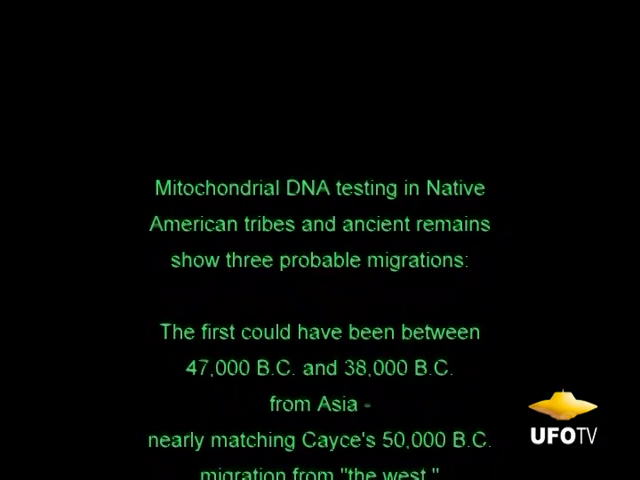 Mitochondrial DNA testing in Native
American tribes and ancient remains
show three probable migrations:
The first could have been between
47,000 B.C. and 38,000 B.C.
from Asia -
nearly matching Cayce's 50,000 B.C.
migration from "the west."
UFOTV